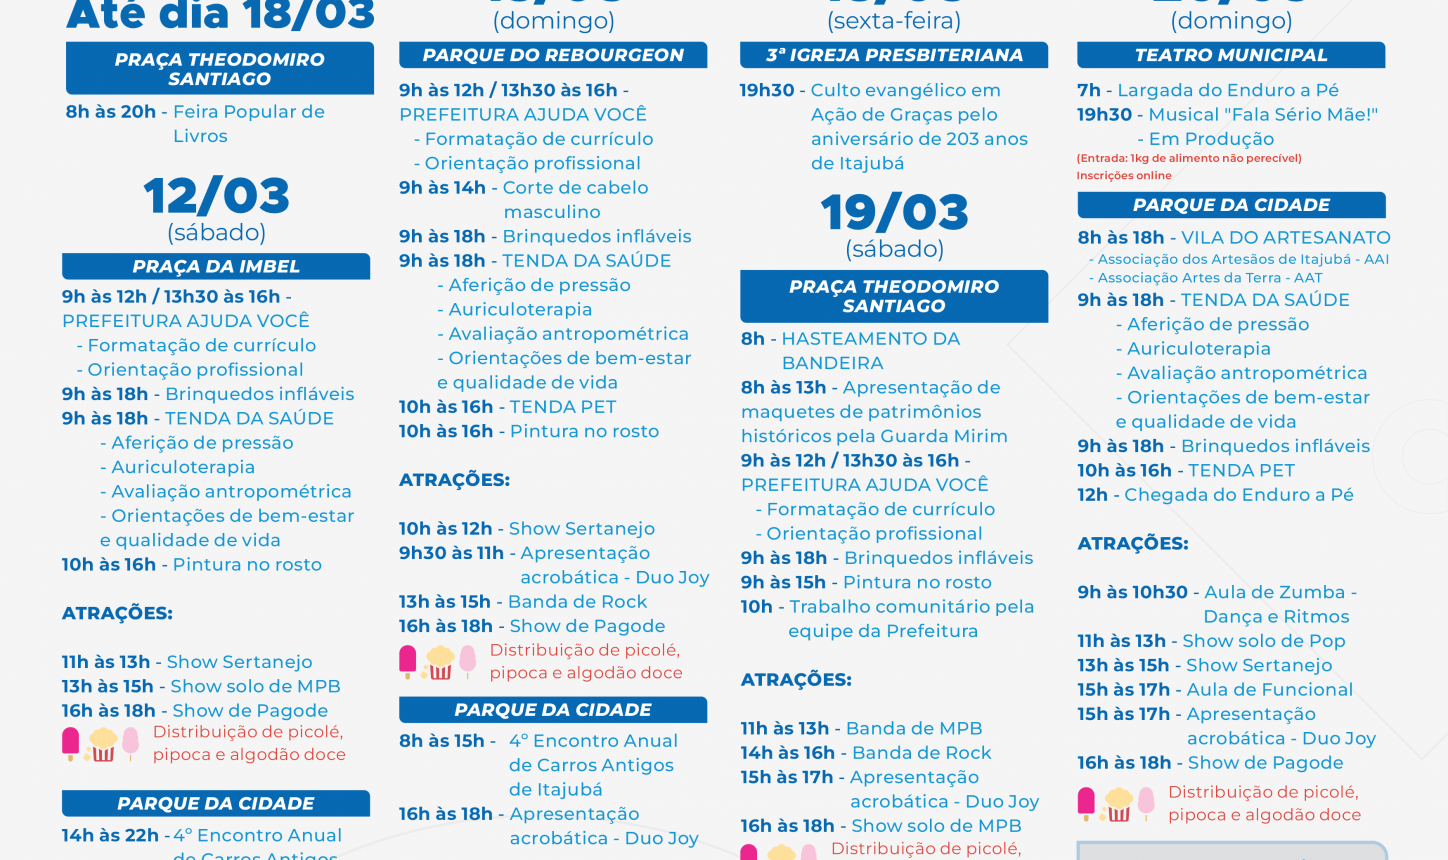 Até dia 18/03
PRAÇA THEODOMIRO
SANTIAGO
8h às 20h - Feira Popular de
Livros
12/03
(sábado)
PRAÇA DA IMBEL
9h às 12h / 13h30 às 16h -
PREFEITURA AJUDA VOCÊ
- Formatação de currículo
- Orientação profissional
9h às 18h - Brinquedos infláveis
9h às 18h - TENDA DA SAÚDE
- Aferição de pressão
- Auriculoterapia
- Avaliação antropométrica
- Orientações de bem-estar
e qualidade de vida
10h às 16h - Pintura no rosto
ATRAÇÕES:
11h às 13h - Show Sertanejo
13h às 15h - Show solo de MPB
16h às 18h - Show de Pagode
Distribuição de picolé,
pipoca e algodão doce
PARQUE DA CIDADE
14h às 22h - 4º Encontro Anual
de Carros Antigos
(domingo)
PARQUE DO REBOURGEON
9h às 12h / 13h30 às 16h -
PREFEITURA AJUDA VOCÊ
- Formatação de currículo
- Orientação profissional
9h às 14h - Corte de cabelo
masculino
9h às 18h - Brinquedos infláveis
9h às 18h - TENDA DA SAÚDE
- Aferição de pressão
- Auriculoterapia
- Avaliação antropométrica
- Orientações de bem-estar
e qualidade de vida
10h às 16h - TENDA PET
10h às 16h - Pintura no rosto
ATRAÇÕES:
10h às 12h - Show Sertanejo
9h30 às 11h - Apresentação
acrobática - Duo Joy
13h às 15h - Banda de Rock
16h às 18h - Show de Pagode
Distribuição de picolé,
pipoca e algodão doce
PARQUE DA CIDADE
8h às 15h - 4º Encontro Anual
de Carros Antigos
de Itajubá
16h às 18h - Apresentação
acrobática - Duo Joy
(sexta-feira)
3ª IGREJA PRESBITERIANA
19h30 - Culto evangélico em
Ação de Graças pelo
aniversário de 203 anos
de Itajubá
19/03
(sábado)
PRAÇA THEODOMIRO
SANTIAGO
8h - HASTEAMENTO DA
BANDEIRA
8h às 13h - Apresentação de
maquetes de patrimônios
históricos pela Guarda Mirim
9h às 12h / 13h30 às 16h -
PREFEITURA AJUDA VOCÊ
- Formatação de currículo
- Orientação profissional
9h às 18h - Brinquedos infláveis
9h às 15h - Pintura no rosto
10h - Trabalho comunitário pela
equipe da Prefeitura
ATRAÇÕES:
11h às 13h - Banda de MPB
14h às 16h - Banda de Rock
15h às 17h - Apresentação
acrobática - Duo Joy
16h às 18h - Show solo de MPB
Distribuição de picolé,
(domingo)
TEATRO MUNICIPAL
7h - Largada do Enduro a Pé
19h30 - Musical "Fala Sério Mãe!"
- Em Produção
(Entrada: 1kg de alimento não perecível)
Inscrições online
PARQUE DA CIDADE
8h às 18h - VILA DO ARTESANATO
- Associação dos Artesãos de Itajubá - AAI
- Associação Artes da Terra - AAT
9h às 18h - TENDA DA SAÚDE
- Aferição de pressão
- Auriculoterapia
- Avaliação antropométrica
- Orientações de bem-estar
e qualidade de vida
9h às 18h - Brinquedos infláveis
10h às 16h - TENDA PET
12h - Chegada do Enduro a Pé
ATRAÇÕES:
9h às 10h30 - Aula de Zumba -
Dança e Ritmos
11h às 13h - Show solo de Pop
13h às 15h - Show Sertanejo
15h às 17h - Aula de Funcional
15h às 17h - Apresentação
acrobática - Duo Joy
16h às 18h - Show de Pagode
Distribuição de picolé,
pipoca e algodão doce